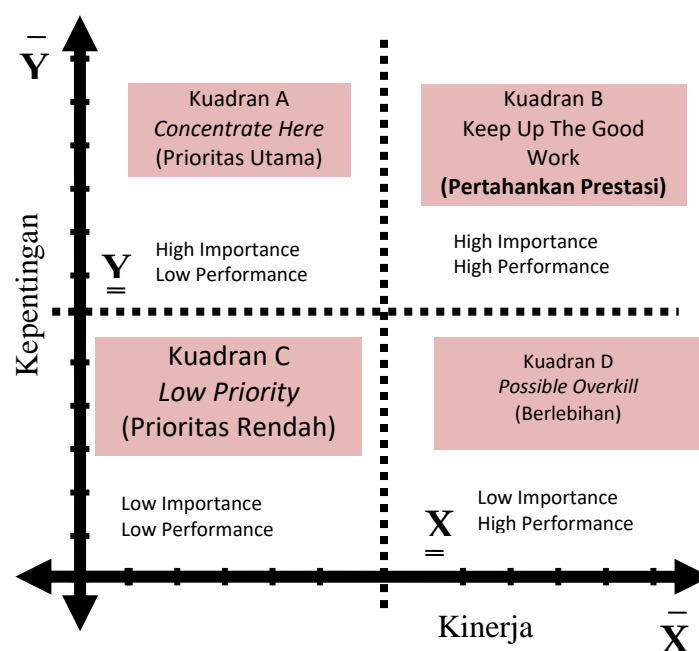 Y
Kepentingan
Kuadran A
Concentrate Here
(Prioritas Utama)
Kuadran B
Keep Up The Good
Work
(Pertahankan Prestasi)
High Importance
Low Performance
High Importance
High Performance
Y
Kuadran C
Low Priority
(Prioritas Rendah)
Kuadran D
Possible Overkill
(Berlebihan)
Low Importance
Low Performance
Low Importance
High Performance
X
Kinerja
X